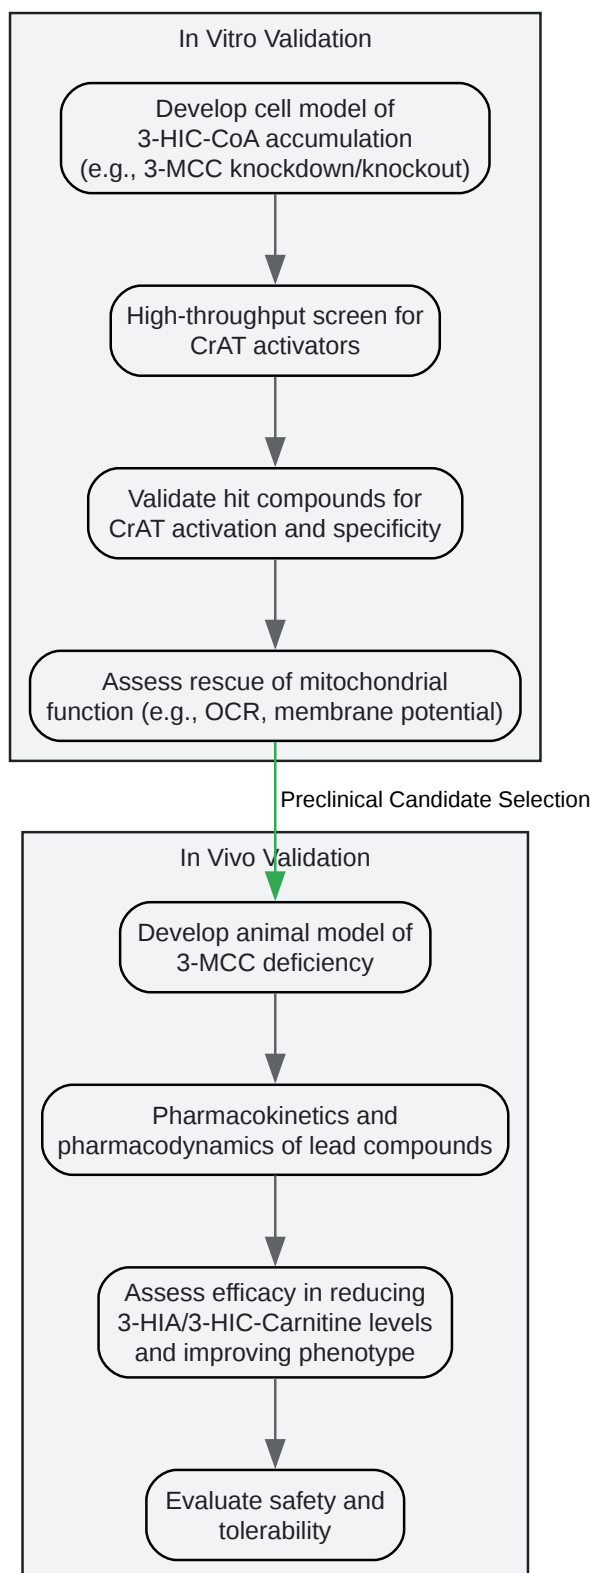 In Vitro Validation
Develop cell model of
3-HIC-CoA accumulation
(e.g., 3-MCC knockdown/knockout)
High-throughput screen for
CrAT activators
Validate hit compounds for
CrAT activation and specificity
Assess rescue of mitochondrial
function (e.g., OCR, membrane potential)
Preclinical Candidate Selection
In Vivo Validation
Develop animal model of
3-MCC deficiency
Pharmacokinetics and
pharmacodynamics of lead compounds
Assess efficacy in reducing
3-HIA/3-HIC-Carnitine levels
and improving phenotype
Evaluate safety and
tolerability